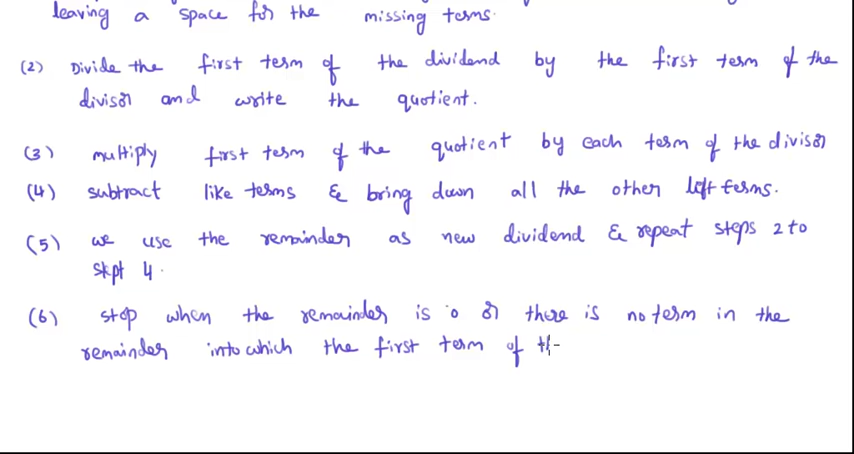 leaving a space for the missing terms.
(2) Divide the first term of the dividend by the first term of the
divisor and write the quotient.
(3) multiply first term of the quotient by each term of the divisor
(4) subtract like terms & bring down all the other left terms.
(5) we use the remainder as new dividend & repeat steps 2 to
stept 4.
(6) stop when the remainder is '0 or there is no term in the
remainder into which the first term of th